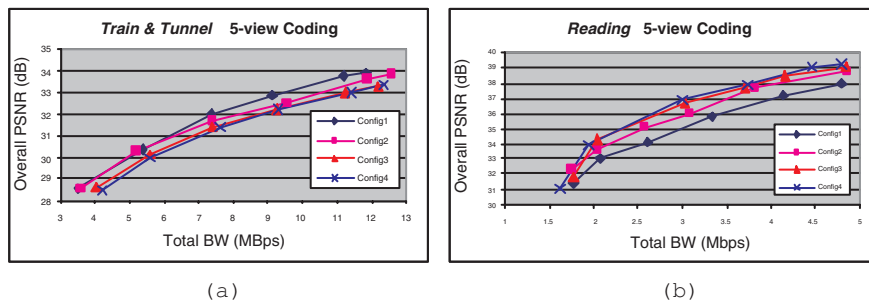 Train & Tunnel 5-view Coding
Overall PSNR (dB)
35
34
33
32
31
30
29
28
3 4 5 6 7 8 9 10 11 12 13
Total BW (MBps)
Config1
Config2
Config3
Config4
(a)
Reading 5-view Coding
Overall PSNR (dB)
40
39
38
37
36
35
34
33
32
31
30
1 1.5 2 2.5 3 3.5 4 4.5 5
Total BW (MBps)
Config1
Config2
Config3
Config4
(b)